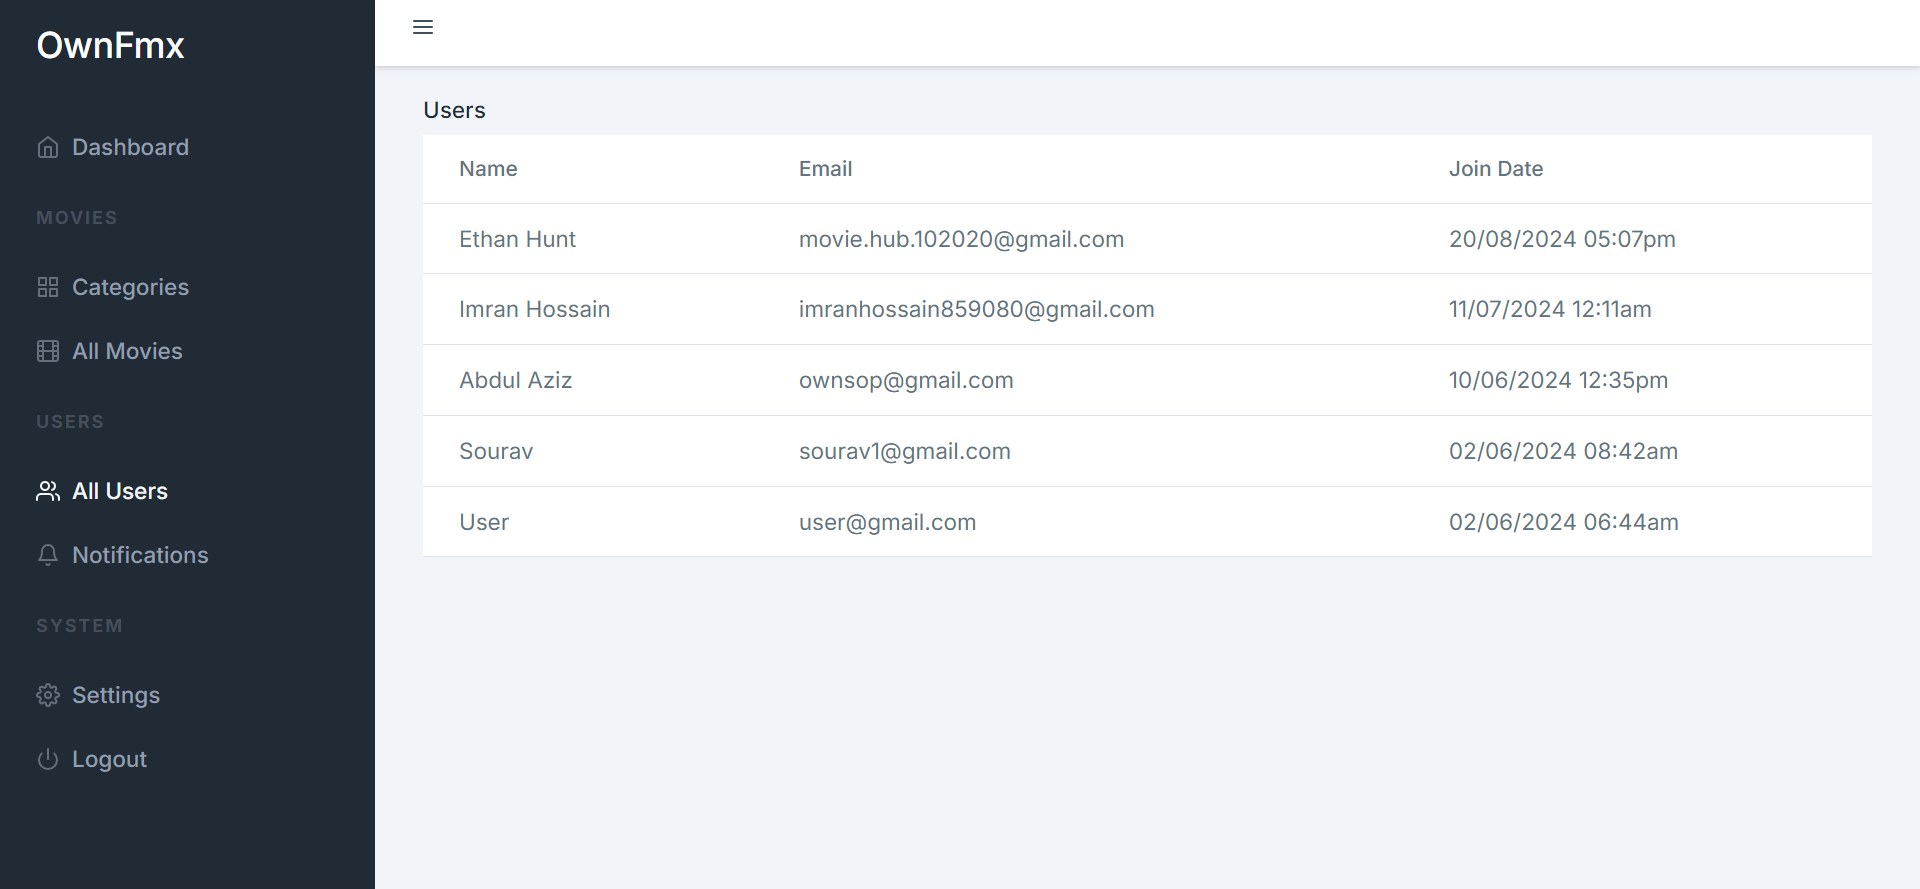 OwnFmx
Dashboard
MOVIES
Categories
All Movies
USERS
All Users
Notifications
SYSTEM
Settings
Logout
Users
Name Email Join Date
Ethan Hunt movie.hub.102020@gmail.com 20/08/2024 05:07pm
Imran Hossain imranhossain859080@gmail.com 11/07/2024 12:11am
Abdul Aziz ownsop@gmail.com 10/06/2024 12:35pm
Sourav sourav1@gmail.com 02/06/2024 08:42am
User user@gmail.com 02/06/2024 06:44am